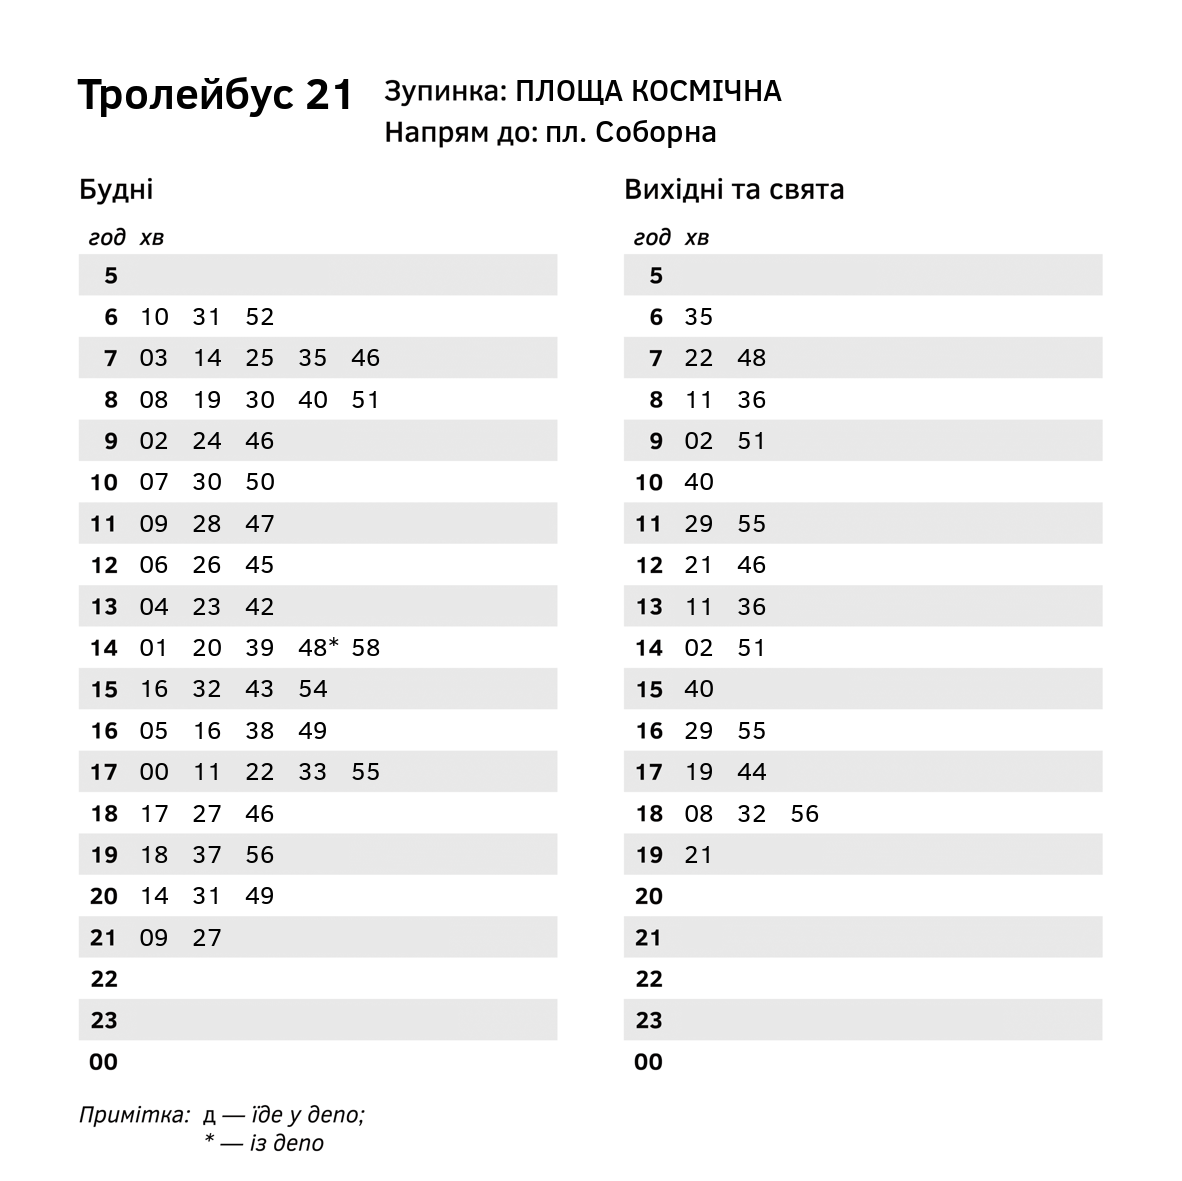 Тролейбус 21
Зупинка: ПЛОЩА КОСМІЧНА
Напрям до: пл. Соборна
Будні
год хв
5
6 10 31 52
7 03 14 25 35 46
8 08 19 30 40 51
9 02 24 46
10 07 30 50
11 09 28 47
12 06 26 45
13 04 23 42
14 01 20 39 48* 58
15 16 32 43 54
16 05 16 38 49
17 00 11 22 33 55
18 17 27 46
19 18 37 56
20 14 31 49
21 09 27
22
23
00
Вихідні та свята
год хв
5
6 35
7 22 48
8 11 36
9 02 51
10 40
11 29 55
12 21 46
13 11 36
14 02 51
15 40
16 29 55
17 19 44
18 08 32 56
19 21
20
21
22
23
00
Примітка: д — їде у депо;
* — із депо